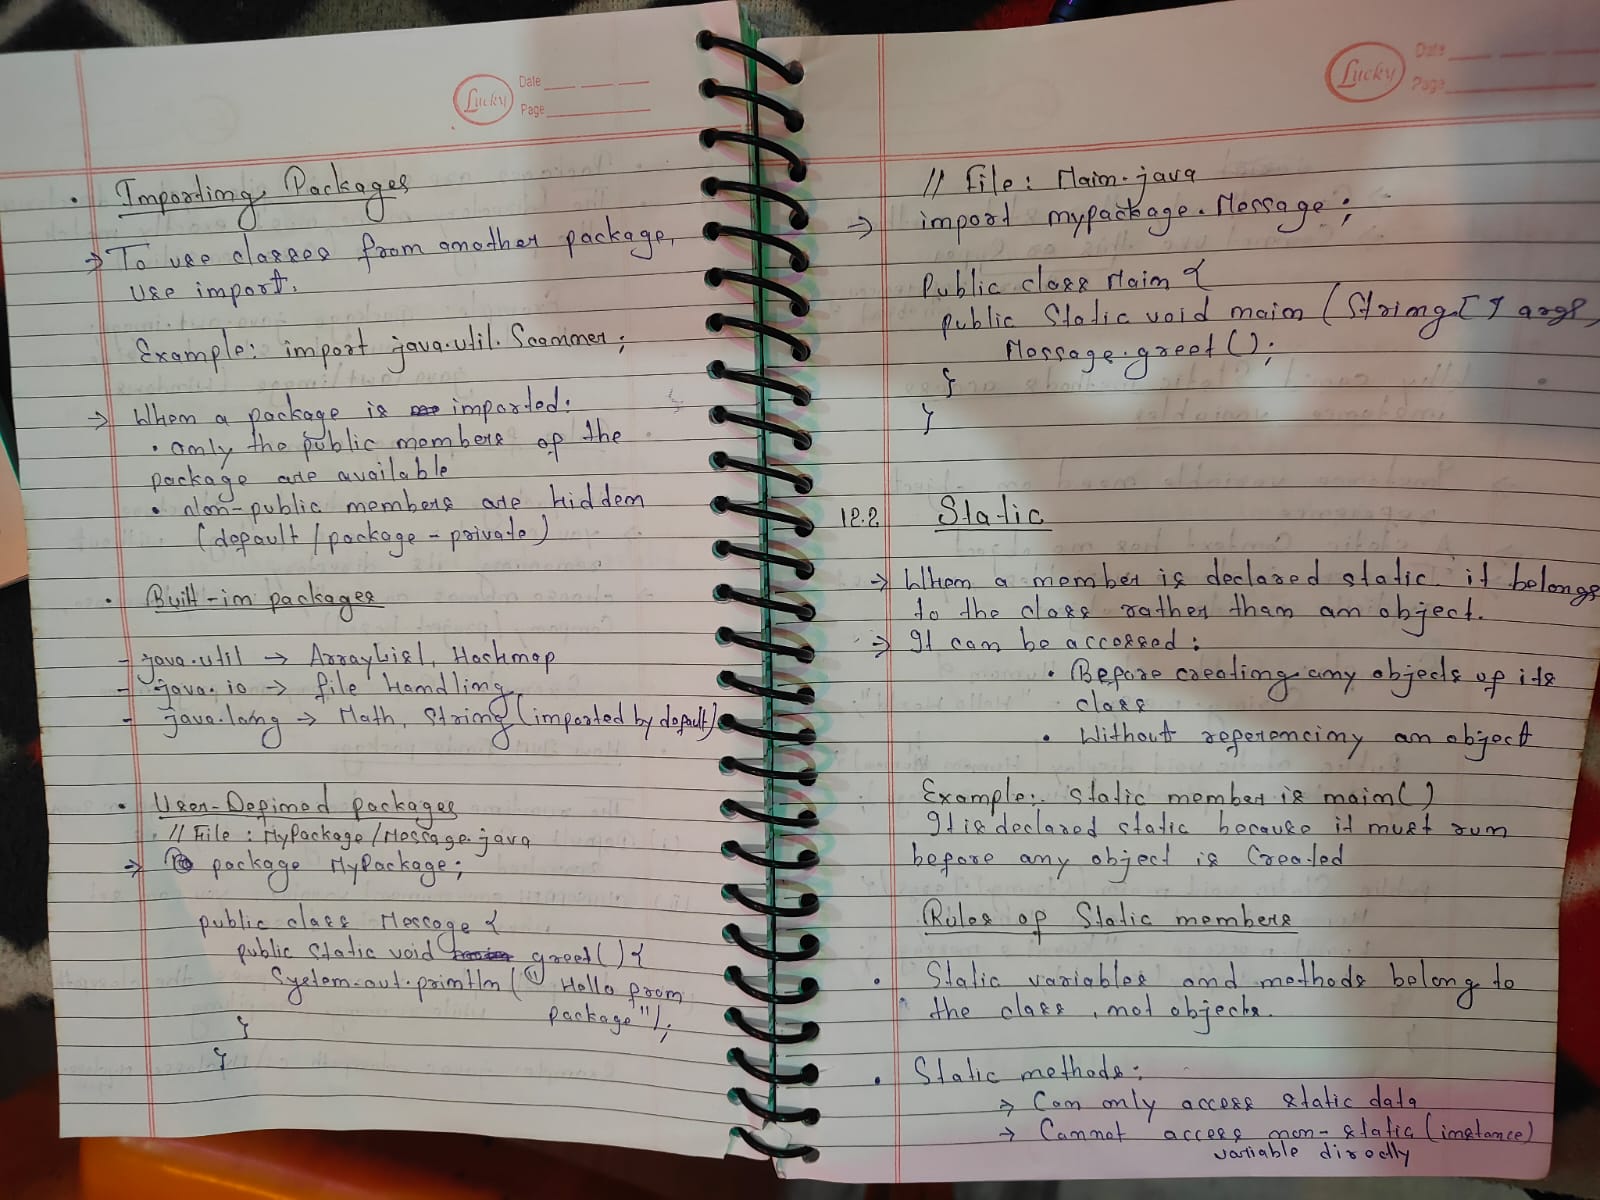 Lucky
Date
Page
• Importing Packages
→ To use classes from another package,
use import.
Example: import java.util.Scanner;
→ When a package is imported:
• only the public members of the
package are available
• Non-public members are hidden
(default/package-private)
• Built-in packages
- java.util → ArrayList, Hashmap
- java.io → file Handling
- java.lang → Math, String (imported by default)
• User-Defined packages
// File : MyPackage/Message.java
→ package MyPackage;
public class Message {
public static void greet() {
System.out.println("Hello from
package");
}
}
Lucky
Date
Page
// File : Main.java
→ import mypackage.Message;
Public class Main {
public static void main (String[] args)
Message.greet();
}
}
12.2 Static
→ When a member is declared static it belongs
to the class rather than an object.
→ It can be accessed:
• Before creating any objects of its
class
• Without referencimy an object
Example:- static member is main()
It is declared static because it must run
before any object is Created
Rules of Static members
• Static variables and methods belong to
the class, not objects.
• Static methods:
→ Can only access static data
→ Cannot access non-static (instance)
variable directly